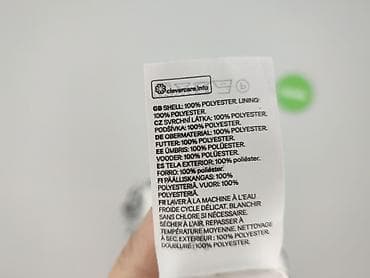 clevercare.info
GB SHELL: 100% POLYESTER. LINING:
100% POLYESTER.
CZ SVRCHNÍ LÁTKA: 100% POLYESTER.
PODŠÍVKA: 100% POLYESTER.
DE OBERMATERIAL: 100% POLYESTER.
FUTTER: 100% POLYESTER.
EE ÜMBRIS: 100% POLÜESTER.
VOODER: 100% POLÜESTER.
ES TELA EXTERIOR: 100% poliéster.
FORRO: 100% poliéster.
FI PÄÄLLISKANGAS: 100%
POLYESTERIÄ. VUORI: 100%
POLYESTERIÄ.
FR LAVER À LA MACHINE À L'EAU
FROIDE CYCLE DÉLICAT. BLANCHIR
SANS CHLORE SI NÉCESSAIRE.
SÉCHER À L'AIR. REPASSER À
TEMPÉRATURE MOYENNE. NETTOYAGE
À SEC. EXTÉRIEUR: 100% POLYESTER.
DOUBLURE: 100% POLYESTER.